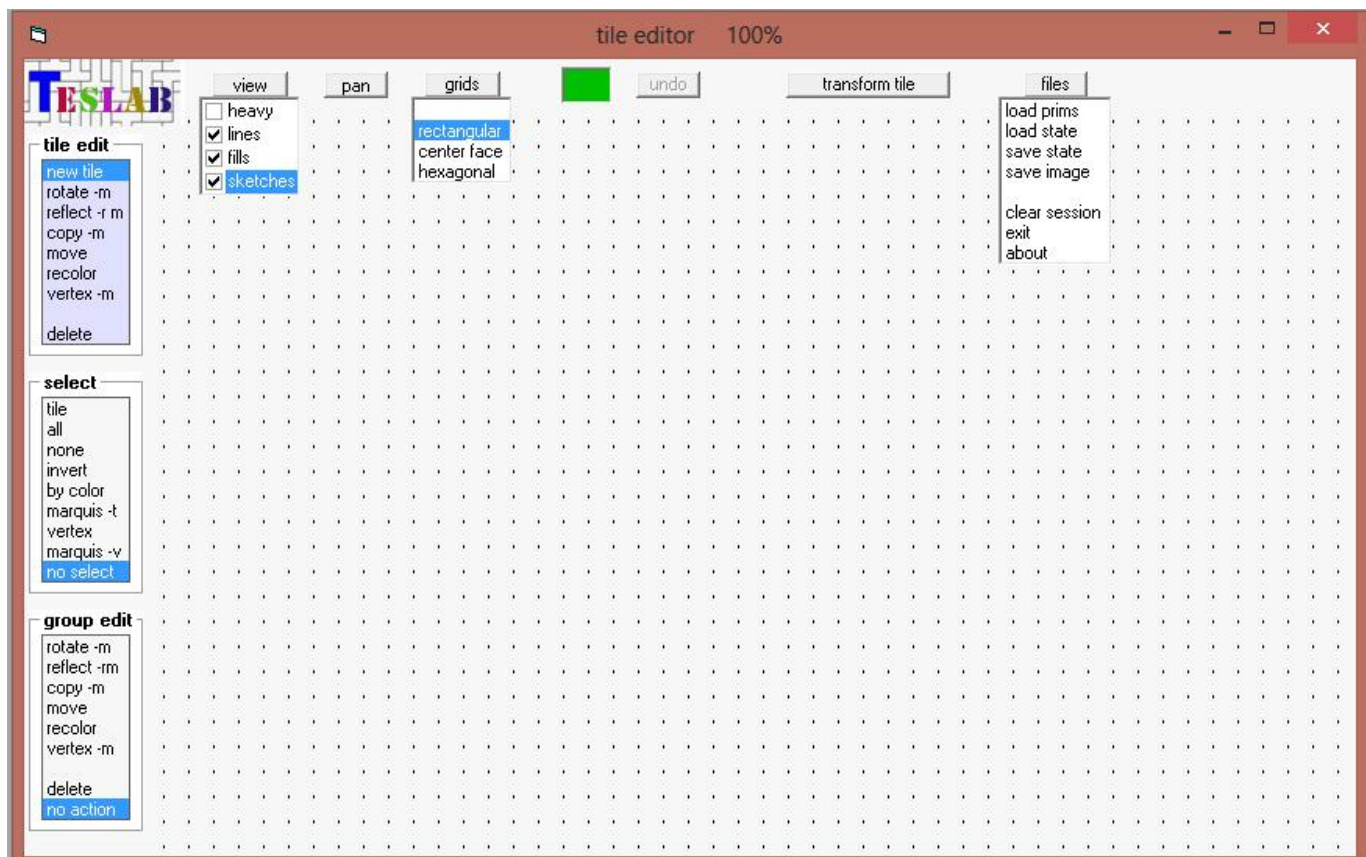 tile editor 100%
TESLAB
view
heavy
lines
fills
sketches
pan
grids
rectangular
center face
hexagonal
undo
transform tile
files
load prims
load state
save state
save image
clear session
exit
about
tile edit
new tile
rotate -m
reflect -r m
copy -m
move
recolor
vertex -m
delete
select
tile
all
none
invert
by color
marquis -t
vertex
marquis -v
no select
group edit
rotate -m
reflect -rm
copy -m
move
recolor
vertex -m
delete
no action